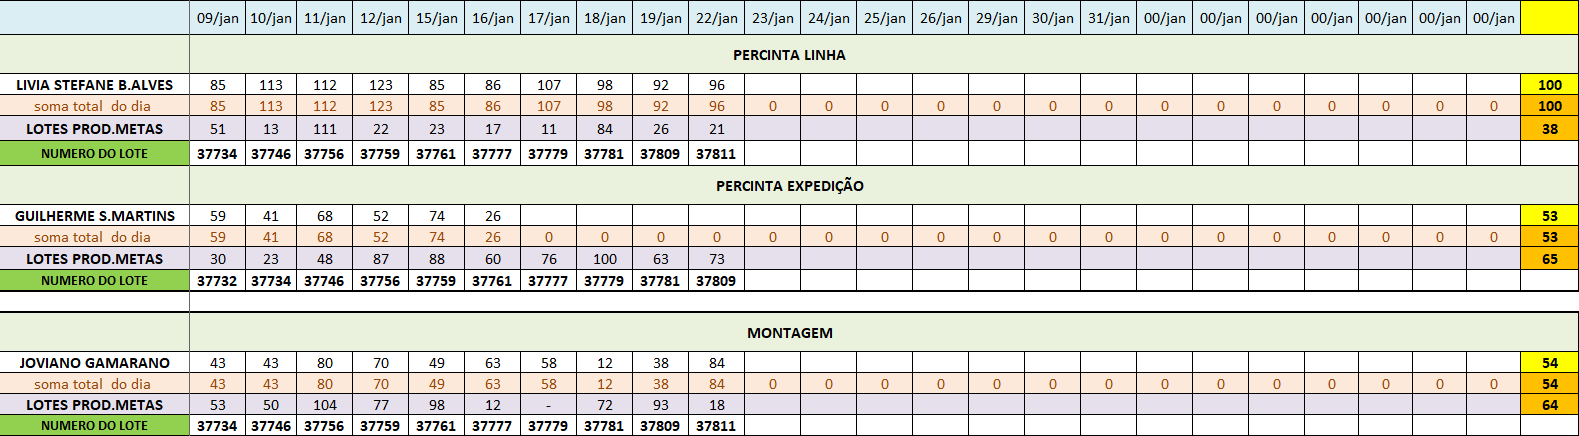 09/jan 10/jan 11/jan 12/jan 15/jan 16/jan 17/jan 18/jan 19/jan 22/jan 23/jan 24/jan 25/jan 26/jan 29/jan 30/jan 31/jan 00/jan 00/jan 00/jan 00/jan 00/jan 00/jan 00/jan
PERCINTA LINHA
LIVIA STEFANE B.ALVES 85 113 112 123 85 86 107 98 92 96 100
soma total do dia 85 113 112 123 85 86 107 98 92 96 0 0 0 0 0 0 0 0 0 0 0 0 0 0 100
LOTES PROD.METAS 51 13 111 22 23 17 11 84 26 21 38
NUMERO DO LOTE 37734 37746 37756 37759 37761 37777 37779 37781 37809 37811
PERCINTA EXPEDIÇÃO
GUILHERME S.MARTINS 59 41 68 52 74 26 53
soma total do dia 59 41 68 52 74 26 0 0 0 0 0 0 0 0 0 0 0 0 0 0 0 0 0 0 53
LOTES PROD.METAS 30 23 48 87 88 60 76 100 63 73 65
NUMERO DO LOTE 37732 37734 37746 37756 37759 37761 37777 37779 37781 37809
MONTAGEM
JOVIANO GAMARANO 43 43 80 70 49 63 58 12 38 84 54
soma total do dia 43 43 80 70 49 63 58 12 38 84 0 0 0 0 0 0 0 0 0 0 0 0 0 0 54
LOTES PROD.METAS 53 50 104 77 98 12 - 72 93 18 64
NUMERO DO LOTE 37734 37746 37756 37759 37761 37777 37779 37781 37809 37811